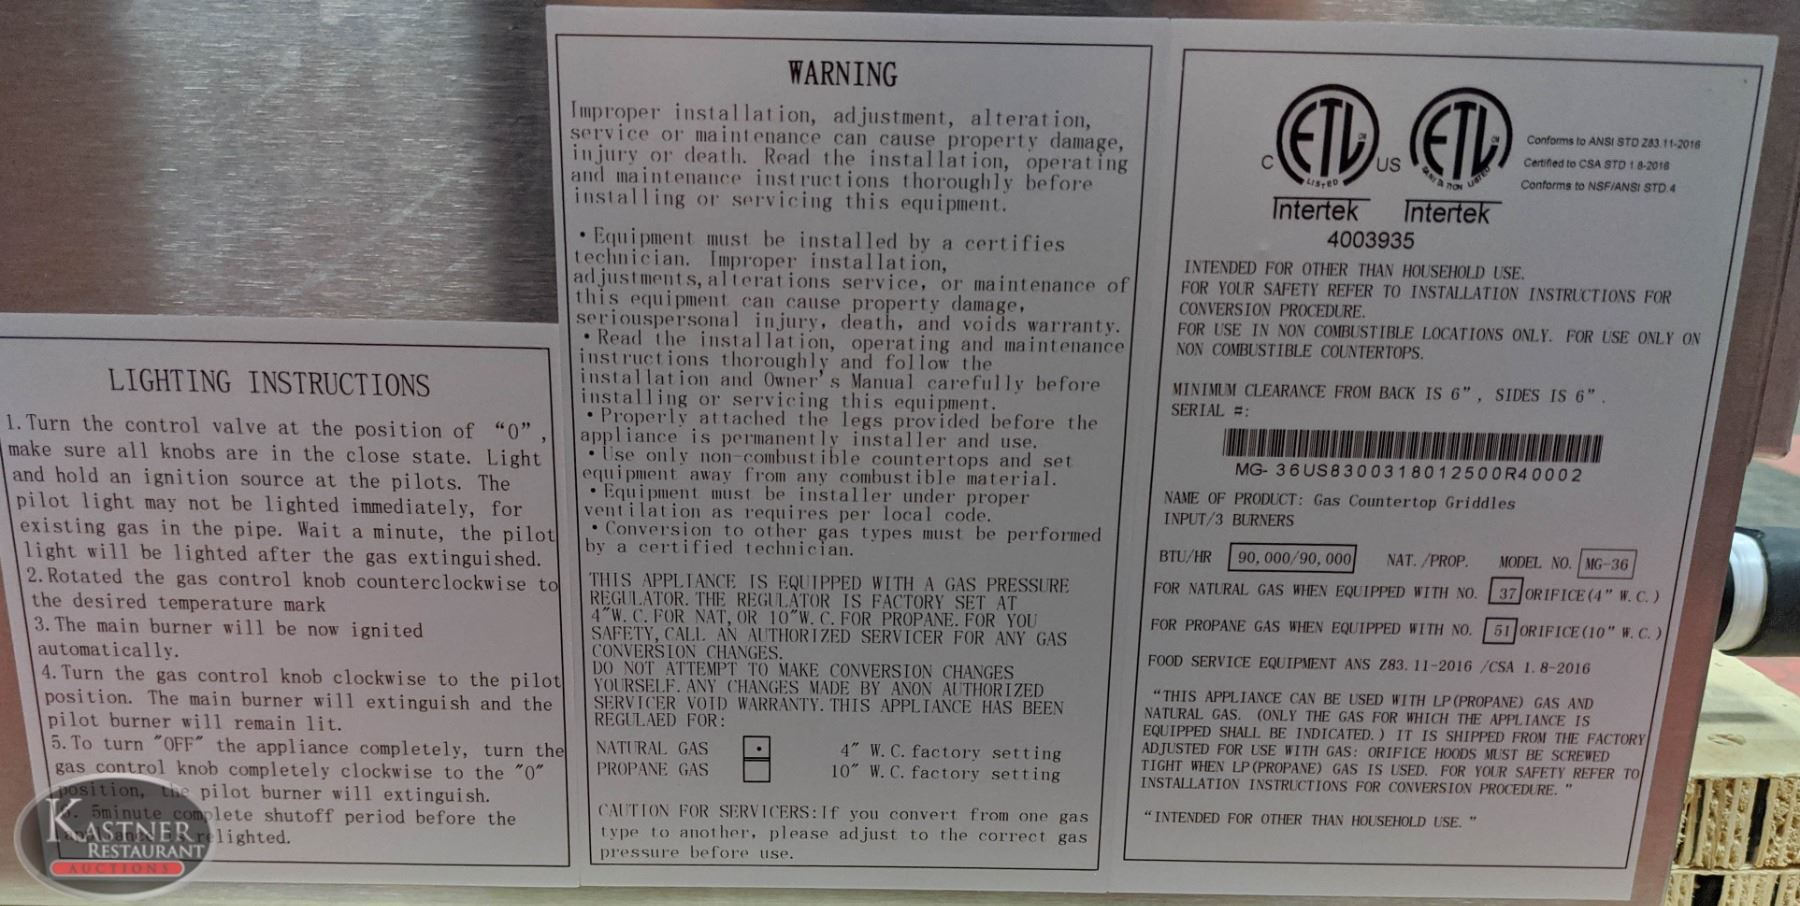 LIGHTING INSTRUCTIONS
1. Turn the control valve at the position of “0”,
make sure all knobs are in the close state. Light
and hold an ignition source at the pilots. The
pilot light may not be lighted immediately, for
existing gas in the pipe. Wait a minute, the pilot
light will be lighted after the gas extinguished.
2. Rotated the gas control knob counterclockwise to
the desired temperature mark
3. The main burner will be now ignited
automatically.
4. Turn the gas control knob clockwise to the pilot
position. The main burner will extinguish and the
pilot burner will remain lit.
5. To turn "OFF" the appliance completely, turn the
gas control knob completely clockwise to the "0"
position, the pilot burner will extinguish.
5minute complete shutoff period before the
relighted.
KASTNER
RESTAURANT
AUCTIONS
WARNING
Improper installation, adjustment, alteration,
service or maintenance can cause property damage,
injury or death. Read the installation, operating
and maintenance instructions thoroughly before
installing or servicing this equipment.
• Equipment must be installed by a certifies
technician. Improper installation,
adjustments, alterations service, or maintenance of
this equipment can cause property damage,
seriouspersonal injury, death, and voids warranty.
• Read the installation, operating and maintenance
instructions thoroughly and follow the
installation and Owner's Manual carefully before
installing or servicing this equipment.
• Properly attached the legs provided before the
appliance is permanently installer and use.
• Use only non-combustible countertops and set
equipment away from any combustible material.
• Equipment must be installer under proper
ventilation as requires per local code.
• Conversion to other gas types must be performed
by a certified technician.
THIS APPLIANCE IS EQUIPPED WITH A GAS PRESSURE
REGULATOR. THE REGULATOR IS FACTORY SET AT
4"W. C. FOR NAT, OR 10"W. C. FOR PROPANE. FOR YOU
SAFETY, CALL AN AUTHORIZED SERVICER FOR ANY GAS
CONVERSION CHANGES.
DO NOT ATTEMPT TO MAKE CONVERSION CHANGES
YOURSELF. ANY CHANGES MADE BY ANON AUTHORIZED
SERVICER VOID WARRANTY. THIS APPLIANCE HAS BEEN
REGULAED FOR:
NATURAL GAS 4" W. C. factory setting
PROPANE GAS 10" W. C. factory setting
CAUTION FOR SERVICERS: If you convert from one gas
type to another, please adjust to the correct gas
pressure before use.
C ETL US ETL
LISTED LISTED
Intertek Intertek
4003935
Conforms to ANSI STD Z83.11-2016
Certified to CSA STD 1.8-2016
Conforms to NSF/ANSI STD.4
INTENDED FOR OTHER THAN HOUSEHOLD USE.
FOR YOUR SAFETY REFER TO INSTALLATION INSTRUCTIONS FOR
CONVERSION PROCEDURE.
FOR USE IN NON COMBUSTIBLE LOCATIONS ONLY. FOR USE ONLY ON
NON COMBUSTIBLE COUNTERTOPS.
MINIMUM CLEARANCE FROM BACK IS 6", SIDES IS 6".
SERIAL #:
MG-36US8300318012500R40002
NAME OF PRODUCT: Gas Countertop Griddles
INPUT/3 BURNERS
BTU/HR 90,000/90,000 NAT. /PROP. MODEL NO. MG-36
FOR NATURAL GAS WHEN EQUIPPED WITH NO. 37 ORIFICE(4" W. C.)
FOR PROPANE GAS WHEN EQUIPPED WITH NO. 51 ORIFICE(10" W. C.)
FOOD SERVICE EQUIPMENT ANS Z83.11-2016 /CSA 1.8-2016
“THIS APPLIANCE CAN BE USED WITH LP(PROPANE) GAS AND
NATURAL GAS. (ONLY THE GAS FOR WHICH THE APPLIANCE IS
EQUIPPED SHALL BE INDICATED.) IT IS SHIPPED FROM THE FACTORY
ADJUSTED FOR USE WITH GAS: ORIFICE HOODS MUST BE SCREWED
TIGHT WHEN LP(PROPANE) GAS IS USED. FOR YOUR SAFETY REFER TO
INSTALLATION INSTRUCTIONS FOR CONVERSION PROCEDURE.”
“INTENDED FOR OTHER THAN HOUSEHOLD USE.”